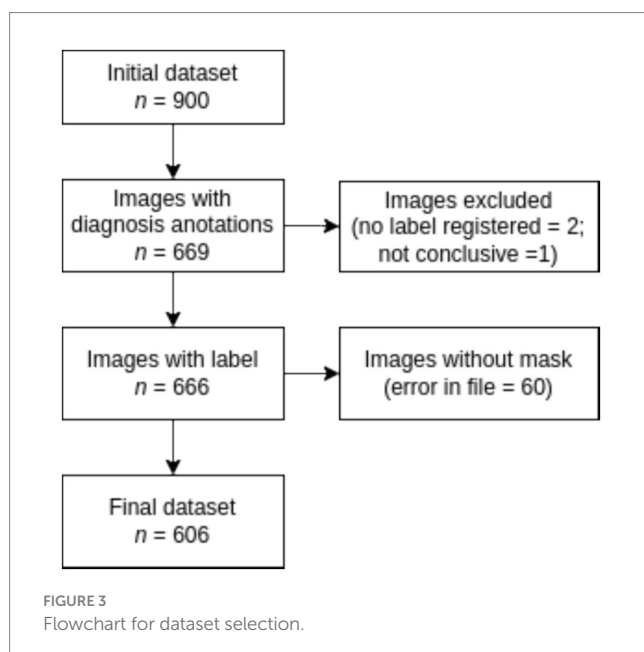 Initial dataset
n = 900
Images with
diagnosis anotations
n = 669
Images excluded
(no label registered = 2;
not conclusive =1)
Images with label
n = 666
Images without mask
(error in file = 60)
Final dataset
n = 606
FIGURE 3
Flowchart for dataset selection.